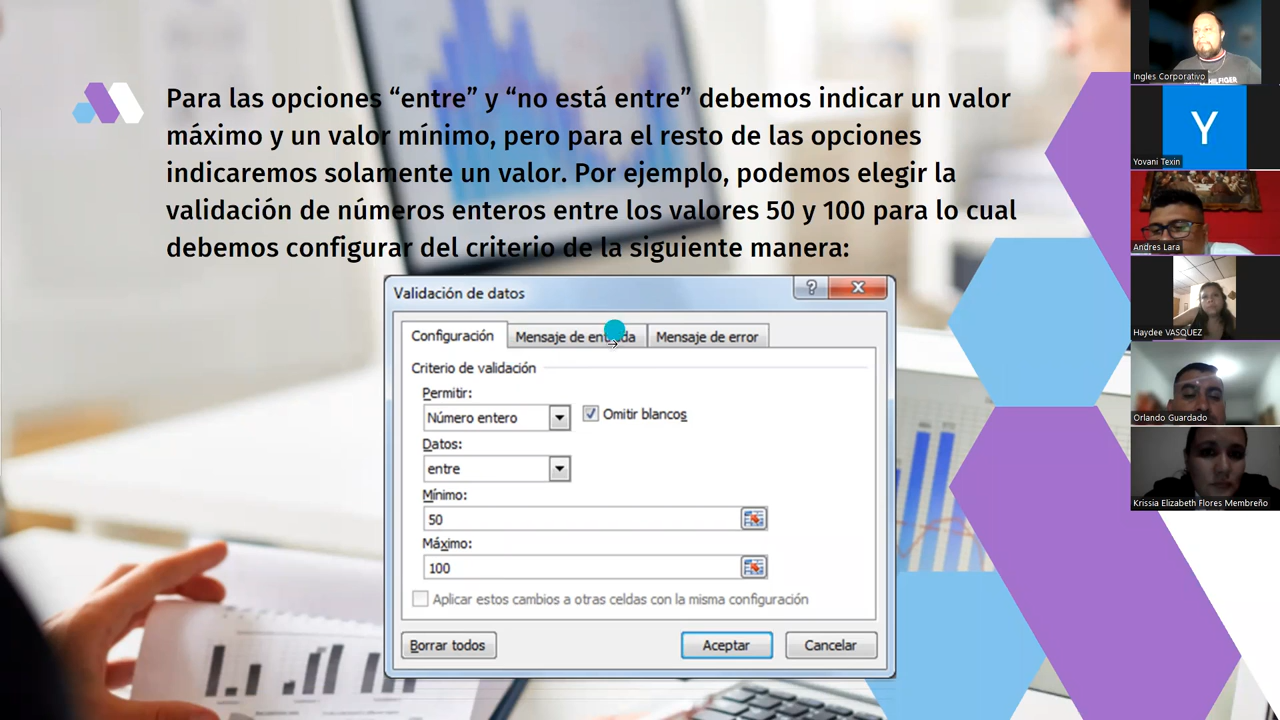 Para las opciones “entre” y “no está entre” debemos indicar un valor
máximo y un valor mínimo, pero para el resto de las opciones
indicaremos solamente un valor. Por ejemplo, podemos elegir la
validación de números enteros entre los valores 50 y 100 para lo cual
debemos configurar del criterio de la siguiente manera:
Validación de datos
Configuración
Mensaje de entrada
Mensaje de error
Criterio de validación
Permitir:
Número entero
Omitir blancos
Datos:
entre
Mínimo:
50
Máximo:
100
Aplicar estos cambios a otras celdas con la misma configuración
Borrar todos
Aceptar
Cancelar
HILFIGER
Ingles Corporativo
Y
Yovani Texin
Andres Lara
Haydee VASQUEZ
Orlando Guardado
Krissia Elizabeth Flores Membreño